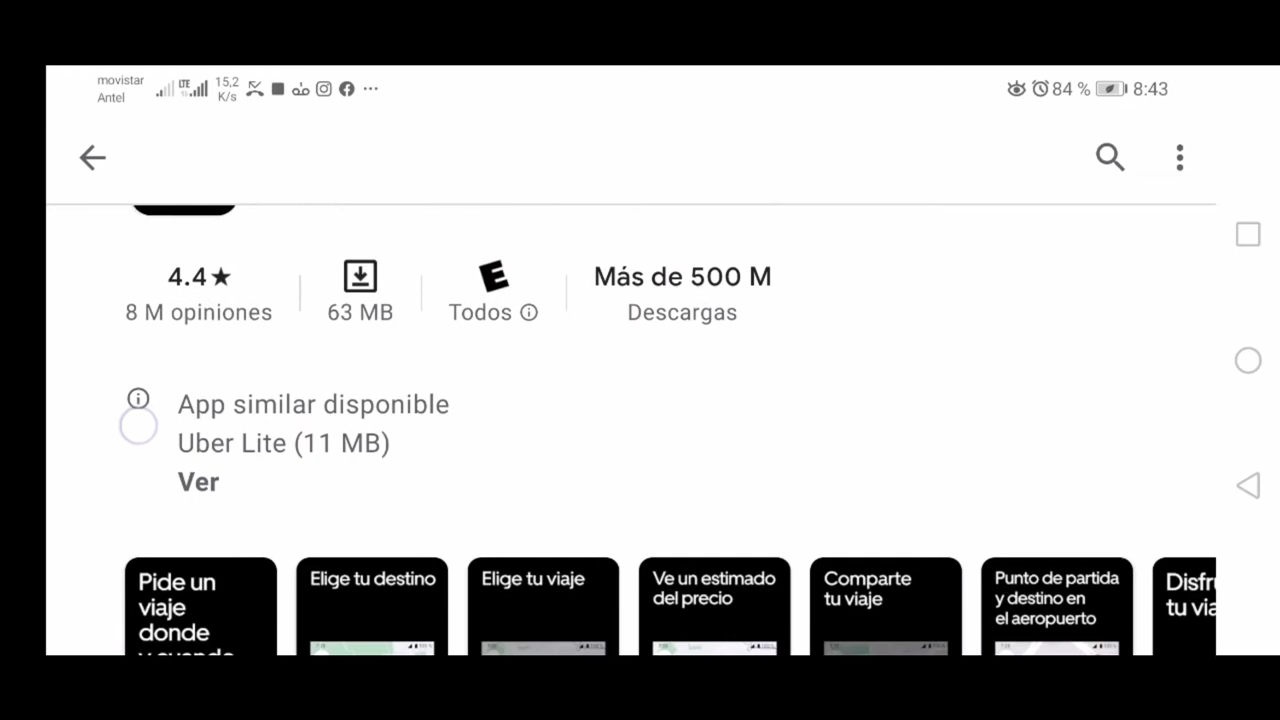 movistar
Antel
LTE
15,2
K/s
84 %
8:43
4.4★
8 M opiniones
63 MB
E
Todos
Más de 500 M
Descargas
App similar disponible
Uber Lite (11 MB)
Ver
Pide un
viaje
donde
y cuando
Elige tu destino
Elige tu viaje
Ve un estimado
del precio
Comparte
tu viaje
Punto de partida
y destino en
el aeropuerto
Disfru
tu via